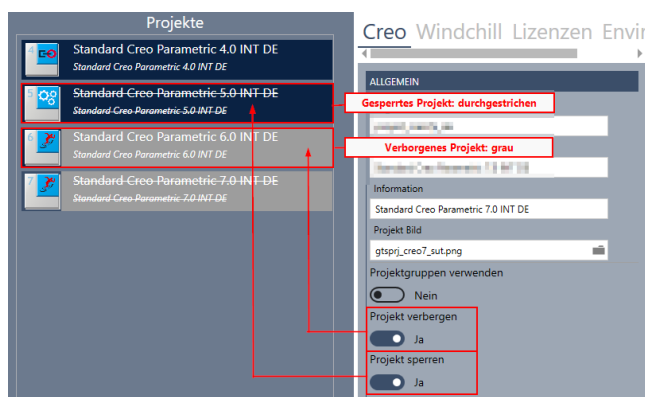 Projekte
4
Standard Creo Parametric 4.0 INT DE
Standard Creo Parametric 4.0 INT DE
5
Standard Creo Parametric 5.0 INT DE
Standard Creo Parametric 5.0 INT DE
6
Standard Creo Parametric 6.0 INT DE
Standard Creo Parametric 6.0 INT DE
7
Standard Creo Parametric 7.0 INT DE
Standard Creo Parametric 7.0 INT DE
Creo Windchill Lizenzen
ALLGEMEIN
Gesperrtes Projekt: durchgestrichen
Verborgenes Projekt: grau
Information
Standard Creo Parametric 7.0 INT DE
Projekt Bild
gtsprj_creo7_sut.png
Projektgruppen verwenden
Nein
Projekt verbergen
Ja
Projekt sperren
Ja